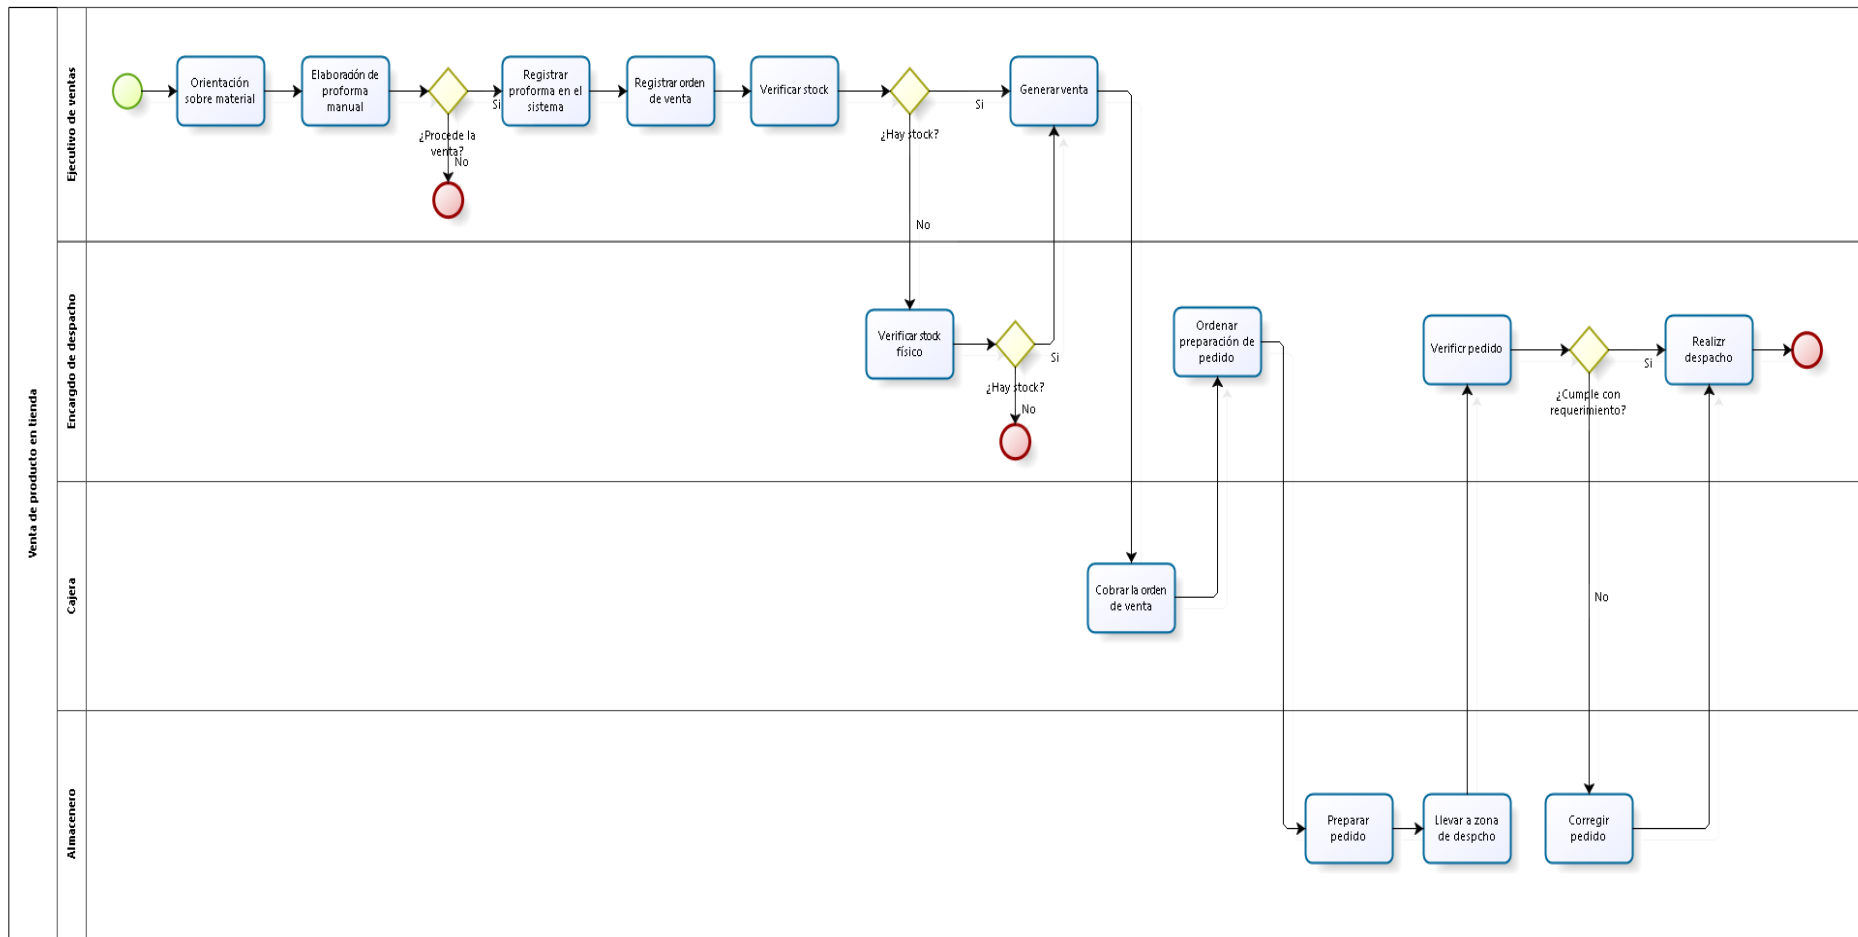 Venta de producto en tienda
Ejecutivo de ventas
Orientación
sobre material
Elaboración de
proforma
manual
¿Procede la
venta?
Si
No
Registrar
proforma en el
sistema
Registrar orden
de venta
Verificar stock
¿Hay stock?
Si
No
Generar venta
Encargdo de despacho
Verificar stock
físico
¿Hay stock?
Si
No
Ordenar
preparación de
pedido
Verificr pedido
¿Cumple con
requerimiento?
Si
No
Realizr
despacho
Cajera
Cobrar la orden
de venta
Almacenero
Preparar
pedido
Llevar a zona
de despcho
Corregir
pedido